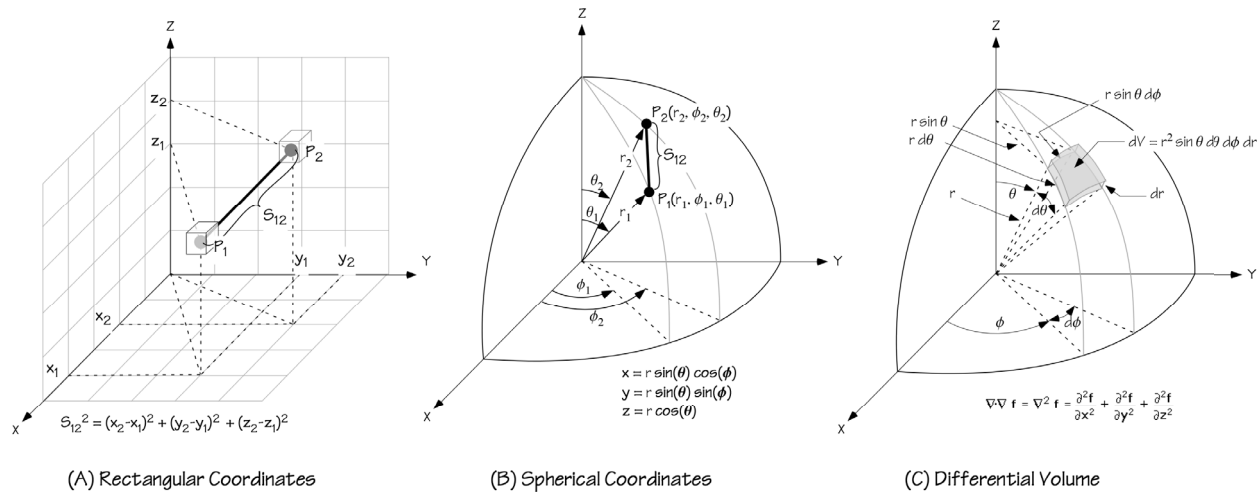 Z
z₂
z₁
P₂
S₁₂
P₁
y₁
y₂
Y
x₂
x₁
X
S₁₂² = (x₂-x₁)² + (y₂-y₁)² + (z₂-z₁)²
(A) Rectangular Coordinates
Z
P₂(r₂, ϕ₂, θ₂)
r₂
S₁₂
θ₂
P₁(r₁, ϕ₁, θ₁)
θ₁
r₁
Y
ϕ₁
ϕ₂
x = r sin(θ) cos(ϕ)
y = r sin(θ) sin(ϕ)
z = r cos(θ)
X
(B) Spherical Coordinates
Z
r sin θ dϕ
r sin θ
r dθ
dV = r² sin θ dθ dϕ dr
r
θ
dθ
dr
Y
ϕ
dϕ
∇·∇ f = ∇² f = ∂²f/∂x² + ∂²f/∂y² + ∂²f/∂z²
X
(C) Differential Volume